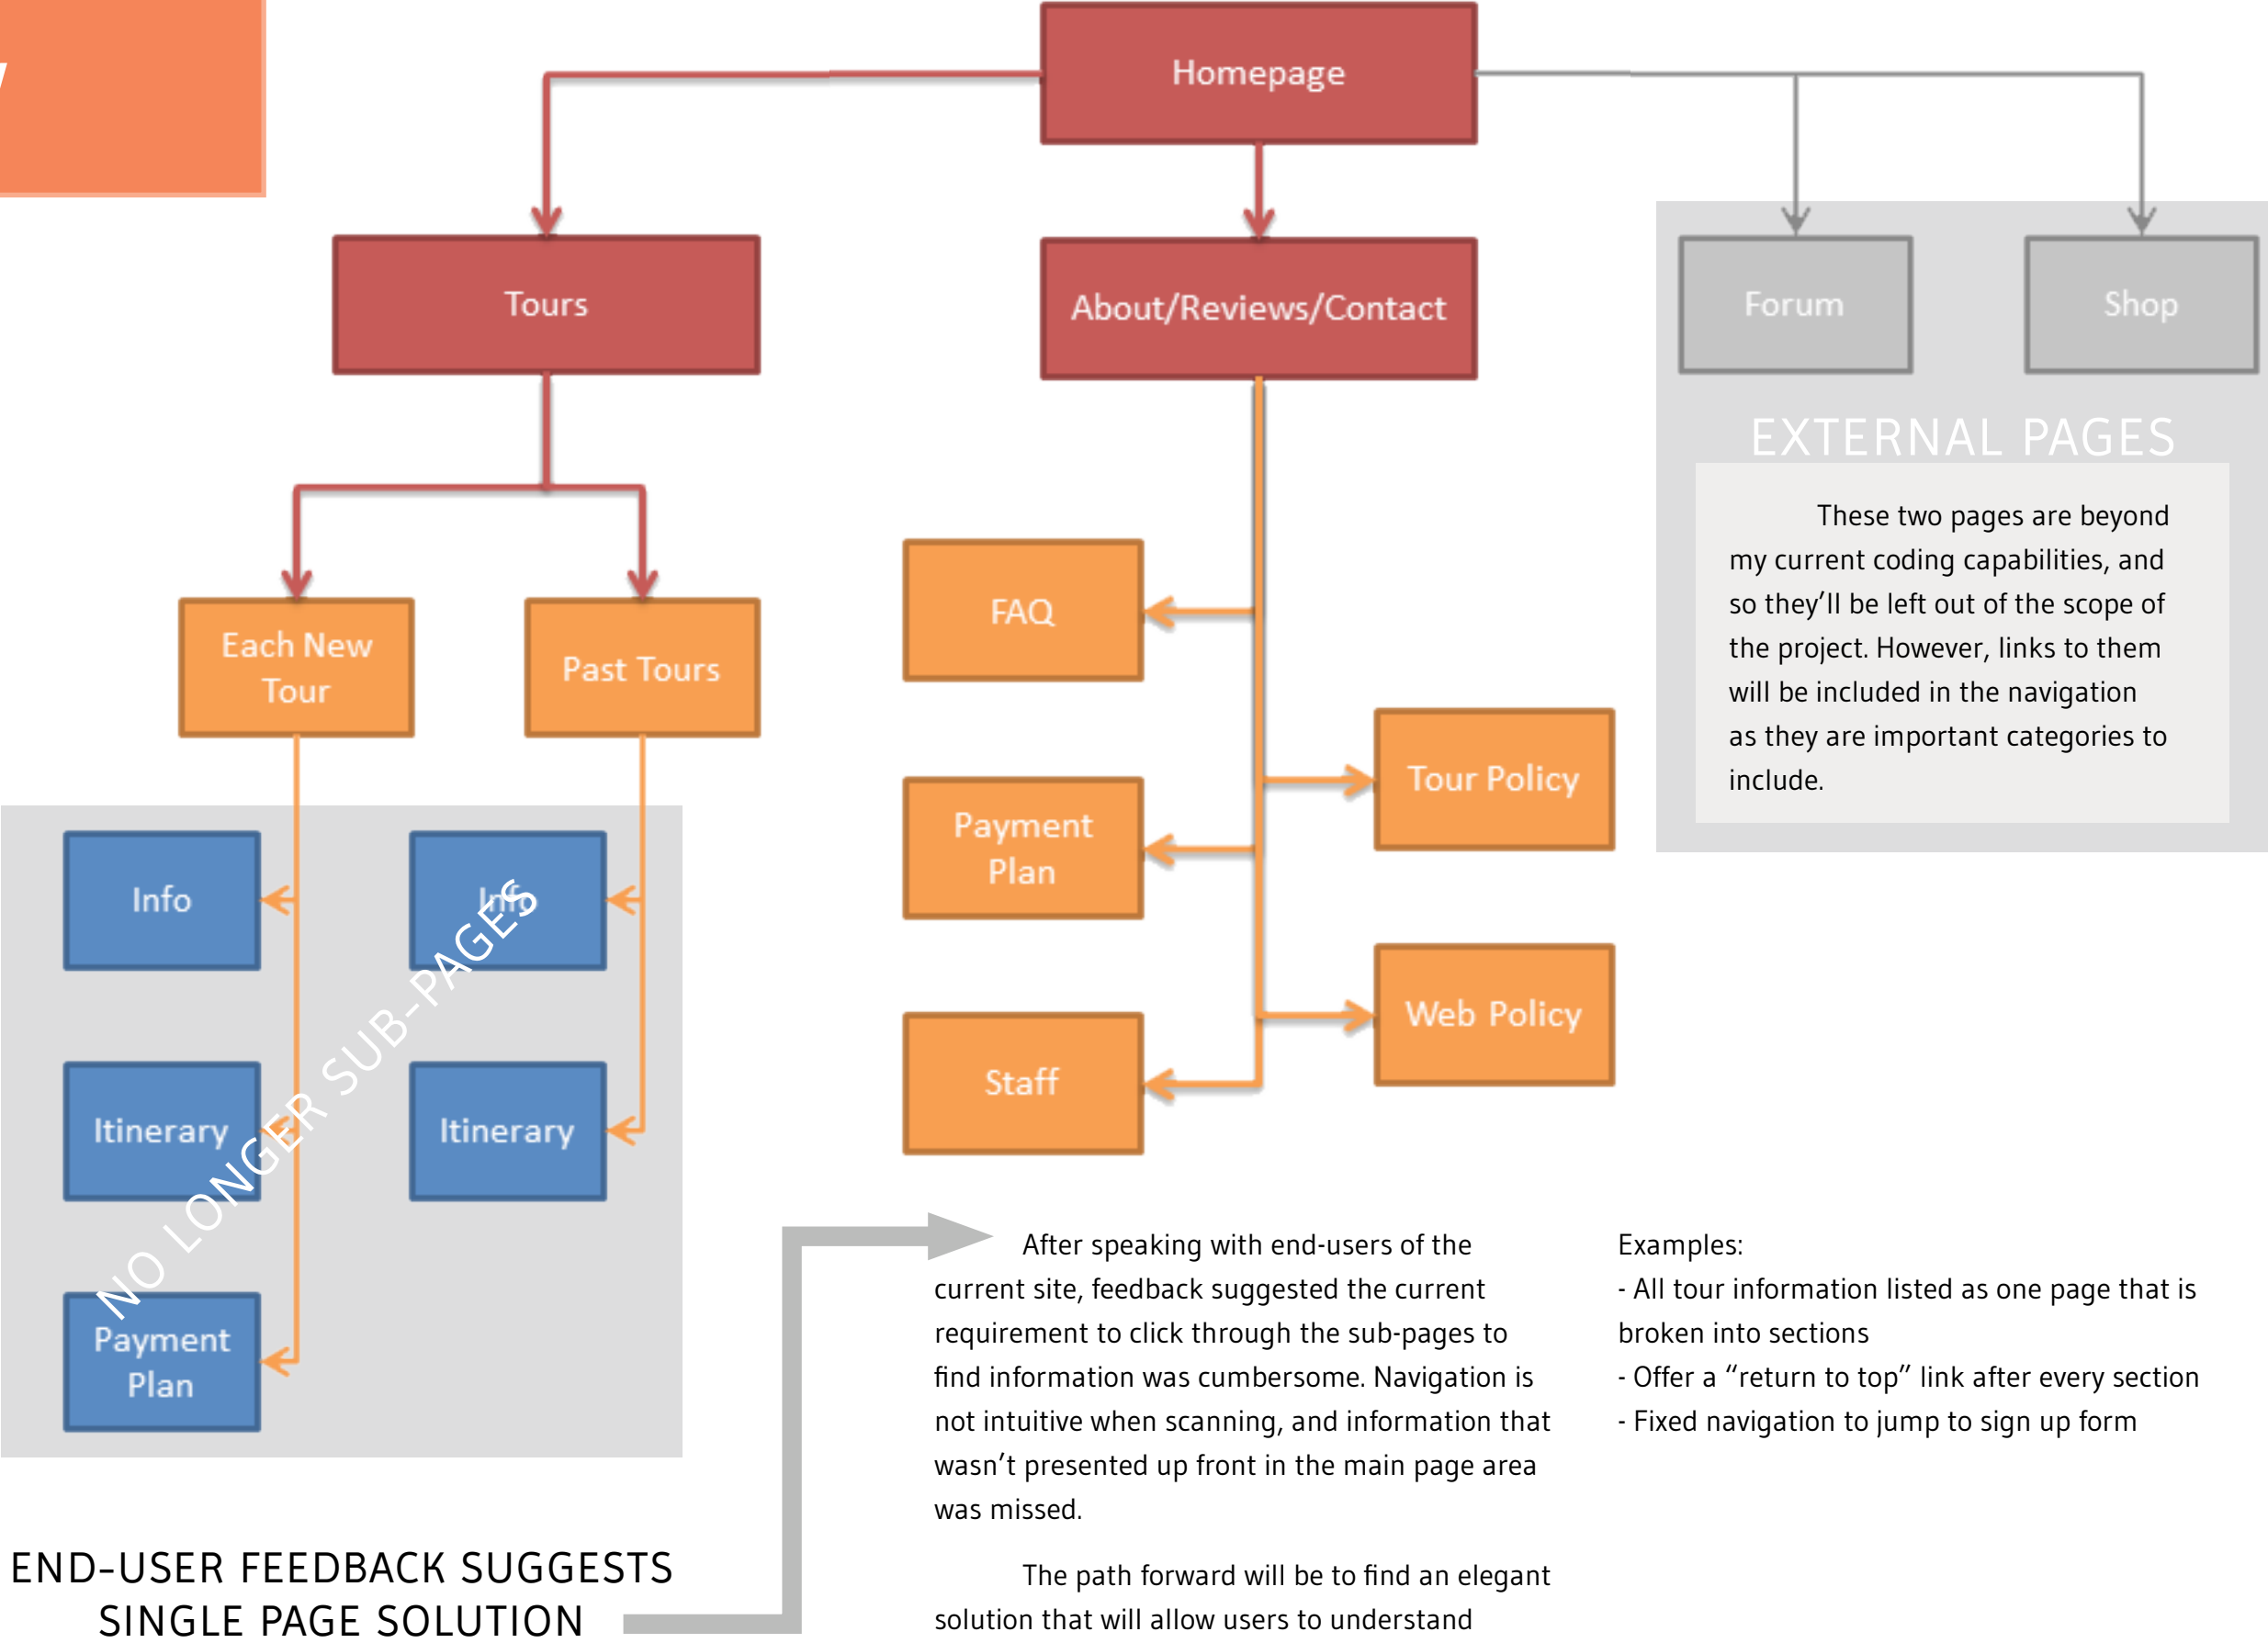 Homepage
Tours
About/Reviews/Contact
Forum
Shop
EXTERNAL PAGES
These two pages are beyond
my current coding capabilities, and
so they’ll be left out of the scope of
the project. However, links to them
will be included in the navigation
as they are important categories to
include.
Each New
Tour
Past Tours
FAQ
Payment
Plan
Staff
Tour Policy
Web Policy
Info
Itinerary
Payment
Plan
Info
Itinerary
NO LONGER SUB-PAGES
END-USER FEEDBACK SUGGESTS
SINGLE PAGE SOLUTION
After speaking with end-users of the
current site, feedback suggested the current
requirement to click through the sub-pages to
find information was cumbersome. Navigation is
not intuitive when scanning, and information that
wasn’t presented up front in the main page area
was missed.
The path forward will be to find an elegant
solution that will allow users to understand
Examples:
- All tour information listed as one page that is
broken into sections
- Offer a “return to top” link after every section
- Fixed navigation to jump to sign up form